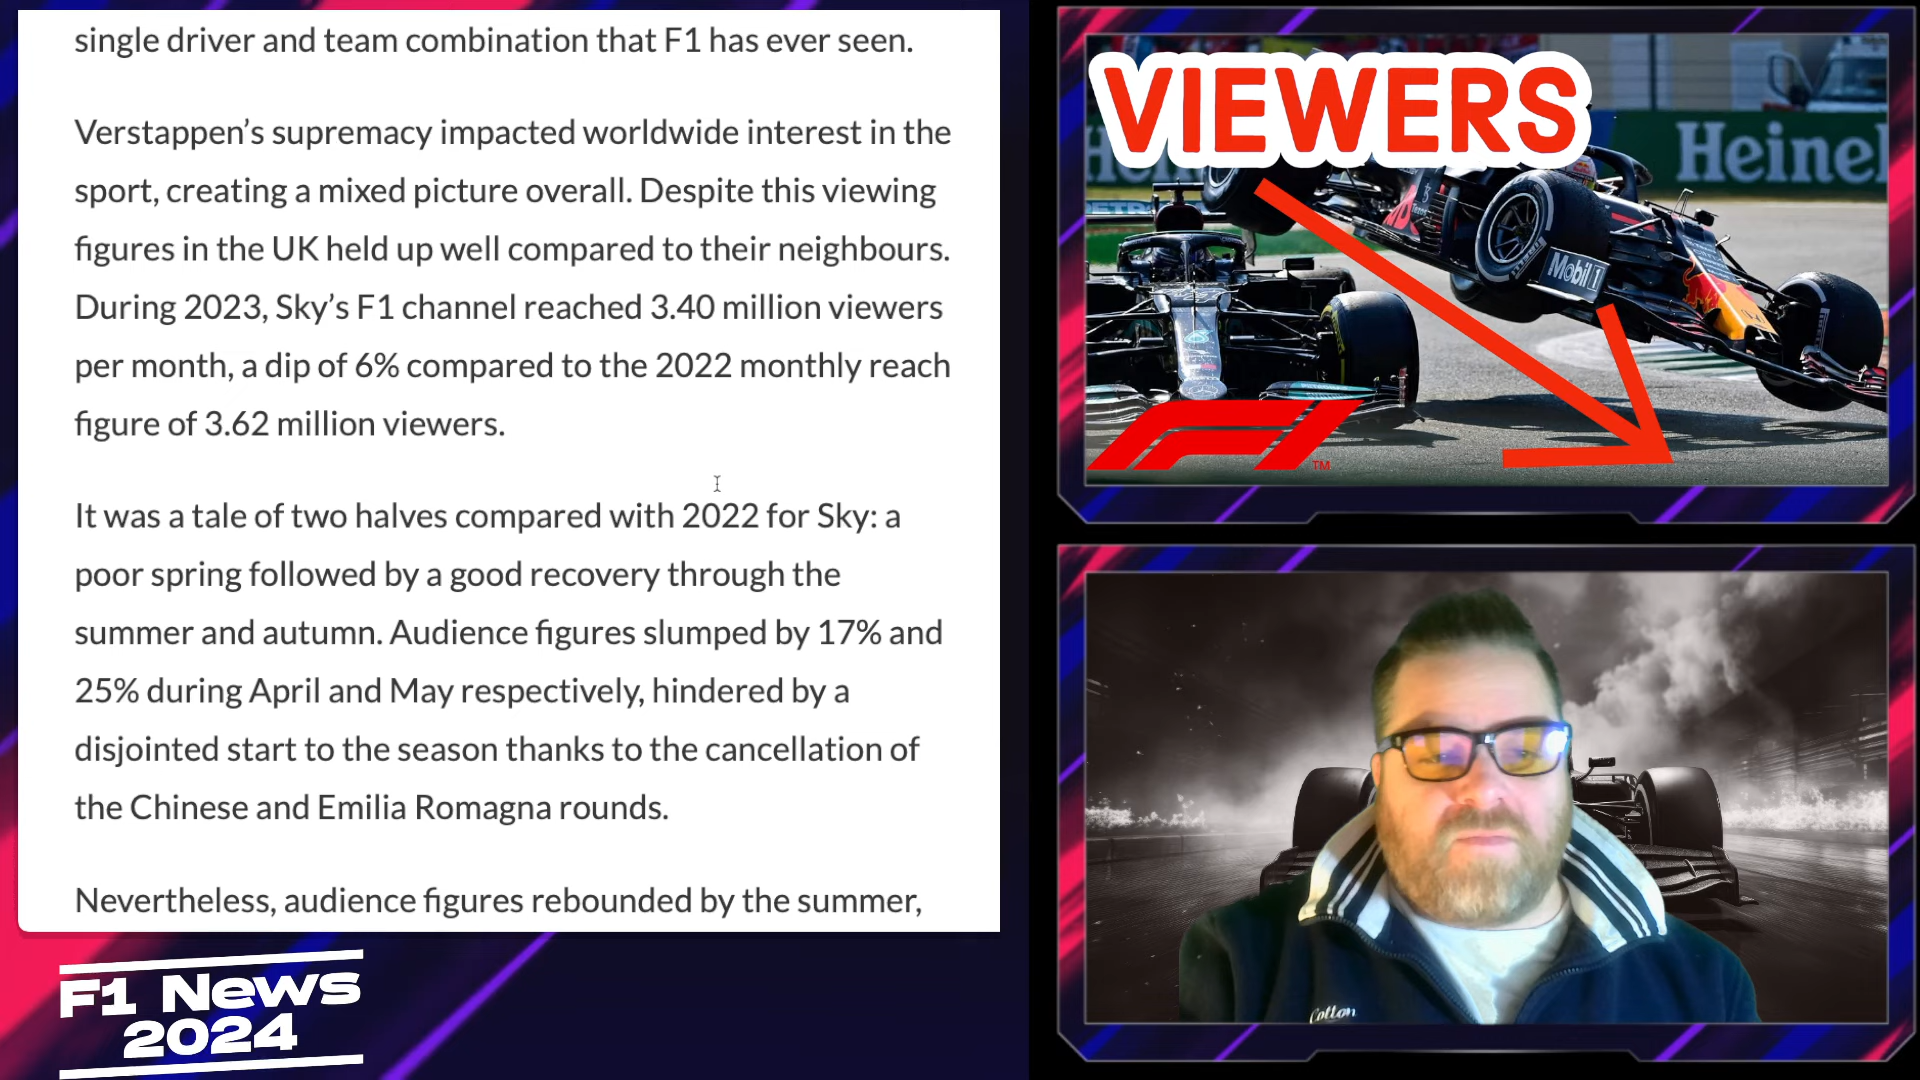 single driver and team combination that F1 has ever seen.
Verstappen’s supremacy impacted worldwide interest in the
sport, creating a mixed picture overall. Despite this viewing
figures in the UK held up well compared to their neighbours.
During 2023, Sky’s F1 channel reached 3.40 million viewers
per month, a dip of 6% compared to the 2022 monthly reach
figure of 3.62 million viewers.
It was a tale of two halves compared with 2022 for Sky: a
poor spring followed by a good recovery through the
summer and autumn. Audience figures slumped by 17% and
25% during April and May respectively, hindered by a
disjointed start to the season thanks to the cancellation of
the Chinese and Emilia Romagna rounds.
Nevertheless, audience figures rebounded by the summer,
F1 News
2024
VIEWERS
Heinel
Mobil 1
F1
TM
Cotton